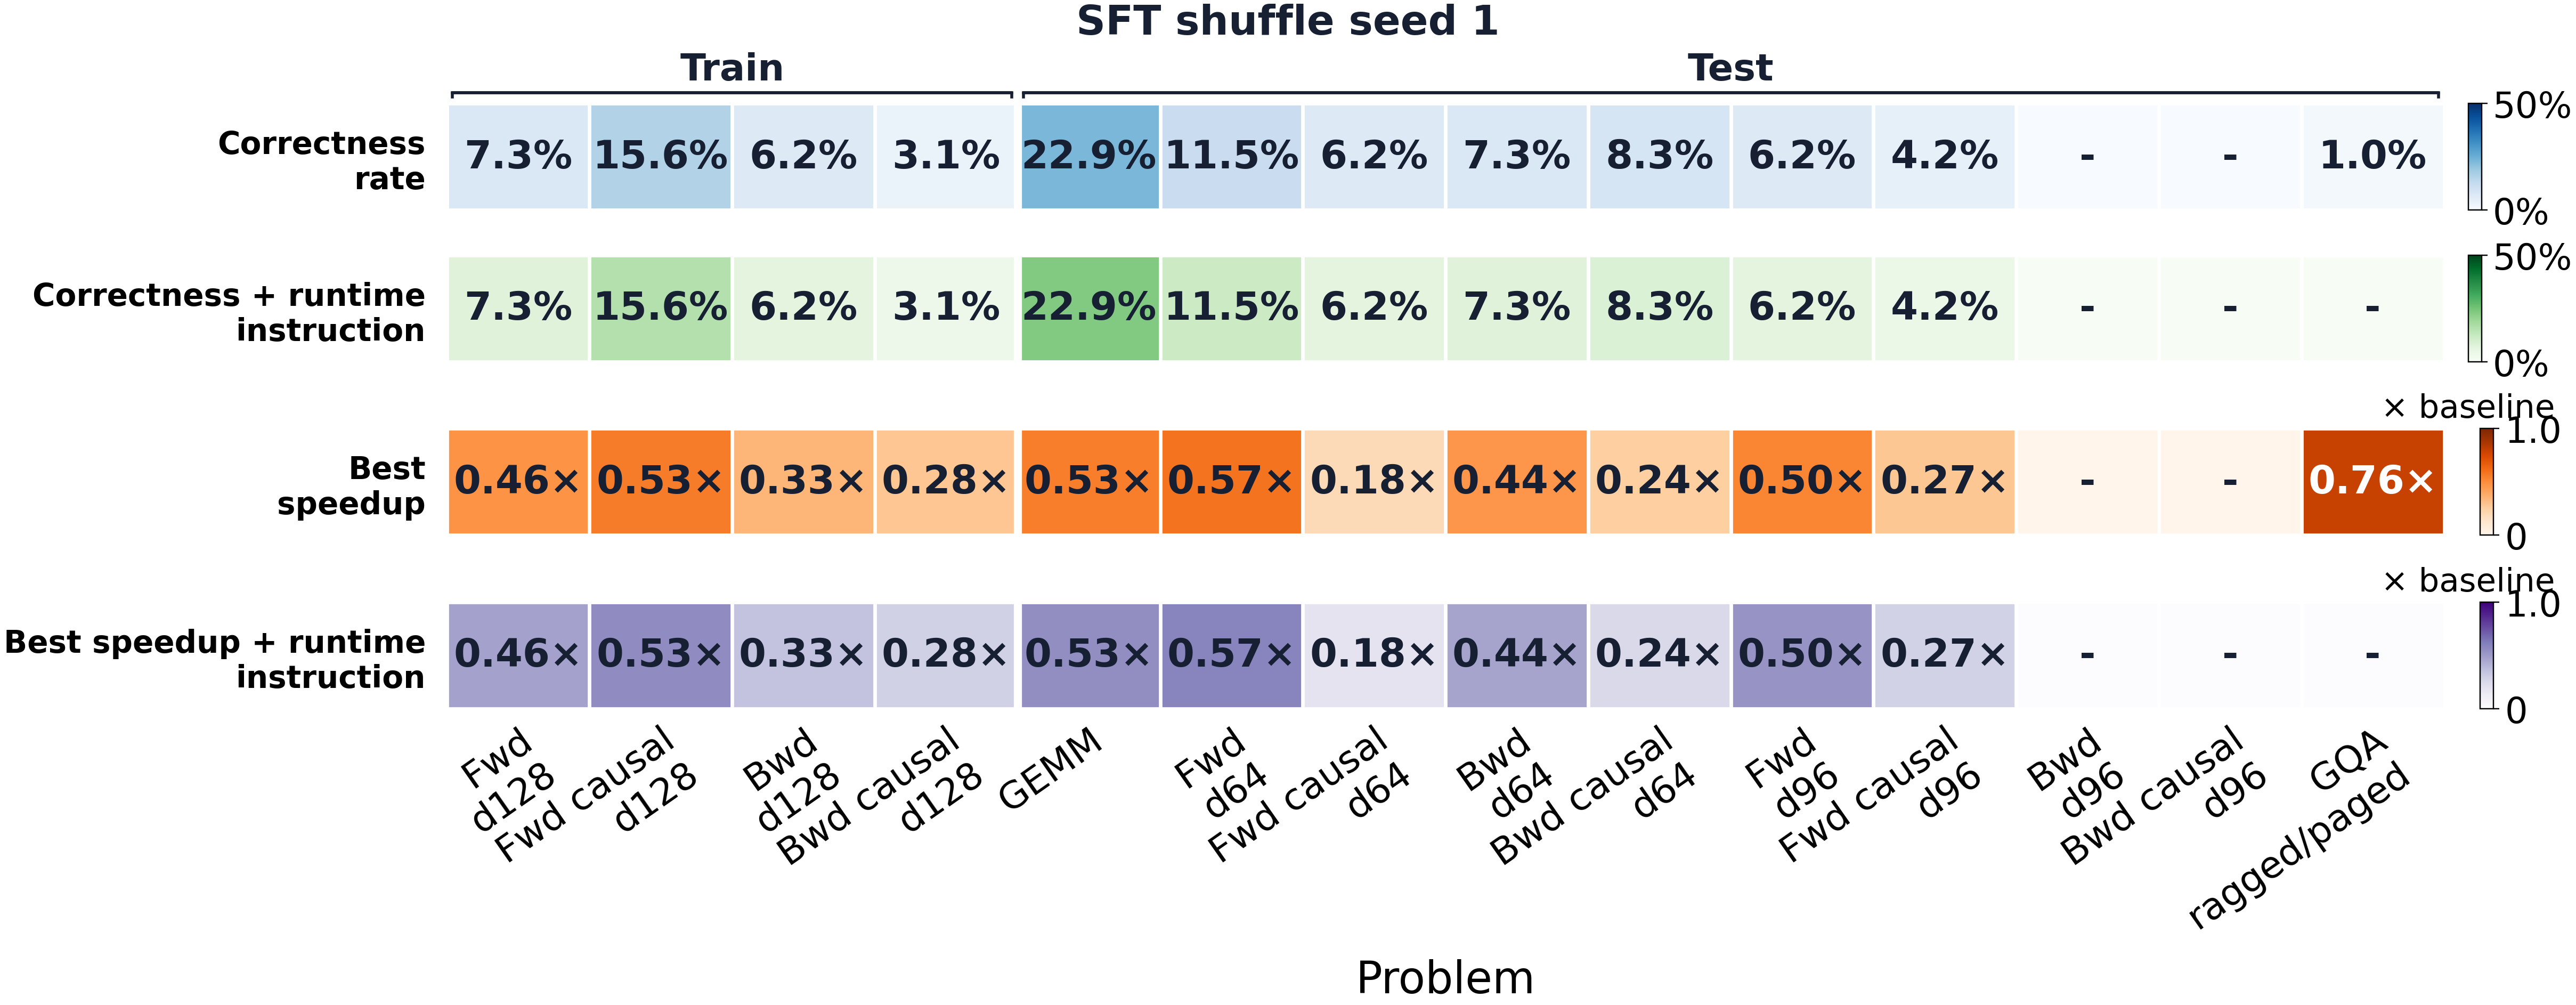 SFT shuffle seed 1
Train
Test
Correctness
rate
7.3% 15.6% 6.2% 3.1% 22.9% 11.5% 6.2% 7.3% 8.3% 6.2% 4.2% - - 1.0%
50%
0%
Correctness + runtime
instruction
7.3% 15.6% 6.2% 3.1% 22.9% 11.5% 6.2% 7.3% 8.3% 6.2% 4.2% - - -
50%
0%
× baseline
Best
speedup
0.46× 0.53× 0.33× 0.28× 0.53× 0.57× 0.18× 0.44× 0.24× 0.50× 0.27× - - 0.76×
1.0
0
× baseline
Best speedup + runtime
instruction
0.46× 0.53× 0.33× 0.28× 0.53× 0.57× 0.18× 0.44× 0.24× 0.50× 0.27× - - -
1.0
0
Fwd
d128
Fwd causal
d128
Bwd
d128
Bwd causal
d128
GEMM
Fwd
d64
Fwd causal
d64
Bwd
d64
Bwd causal
d64
Fwd
d96
Fwd causal
d96
Bwd
d96
Bwd causal
d96
GQA
ragged/paged
Problem